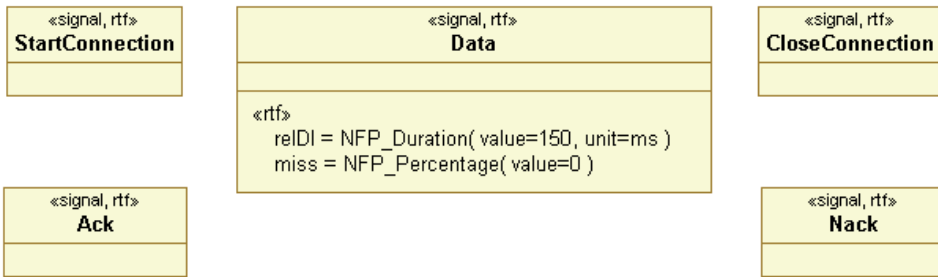 «signal, rtf»
StartConnection
«signal, rtf»
Data
«rtf»
relDl = NFP_Duration( value=150, unit=ms )
miss = NFP_Percentage( value=0 )
«signal, rtf»
CloseConnection
«signal, rtf»
Ack
«signal, rtf»
Nack